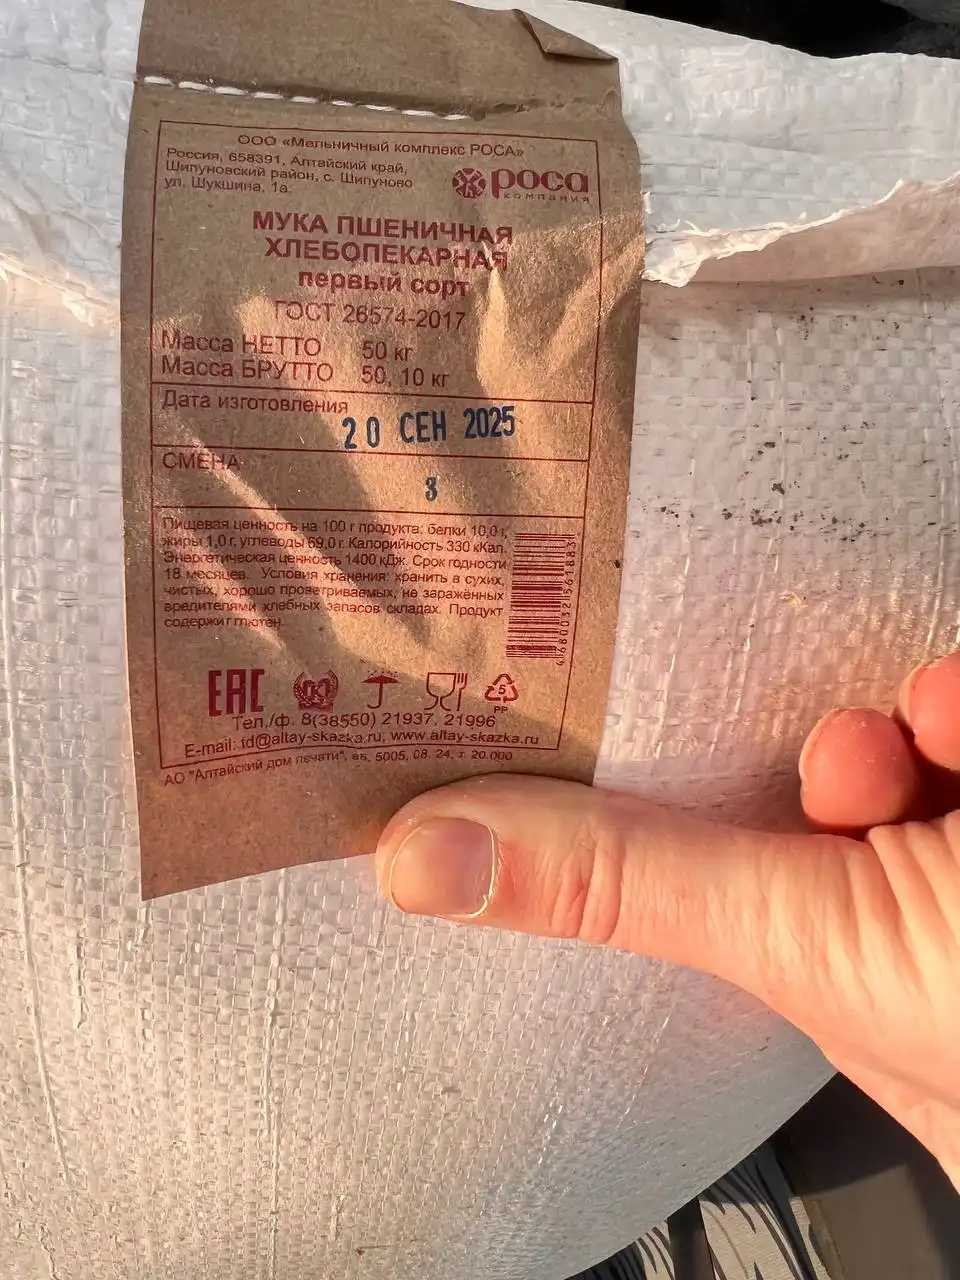 ООО «Мельничный комплекс РОСА»
Россия, 658391, Алтайский край,
Шипуновский район, с. Шипуново
ул. Шукшина, 1а.
роса
компания
МУКА ПШЕНИЧНАЯ
ХЛЕБОПЕКАРНАЯ
первый сорт
ГОСТ 26574-2017
Масса НЕТТО 50 кг
Масса БРУТТО 50, 10 кг
Дата изготовления
20 СЕН 2025
СМЕНА
3
Пищевая ценность на 100 г продукта: белки 10,0 г,
жиры 1,0 г, углеводы 69,0 г. Калорийность 330 кКал.
Энергетическая ценность 1400 кДж. Срок годности
18 месяцев. Условия хранения: хранить в сухих,
чистых, хорошо проветриваемых, не заражённых
вредителями хлебных запасов складах. Продукт
содержит глютен.
4680032561883
ЕАС
5
PP
Тел./ф. 8(38550) 21937, 21996
E-mail: td@altay-skazka.ru, www.altay-skazka.ru
АО "Алтайский дом печати", 5005, 08. 24, т. 20.000